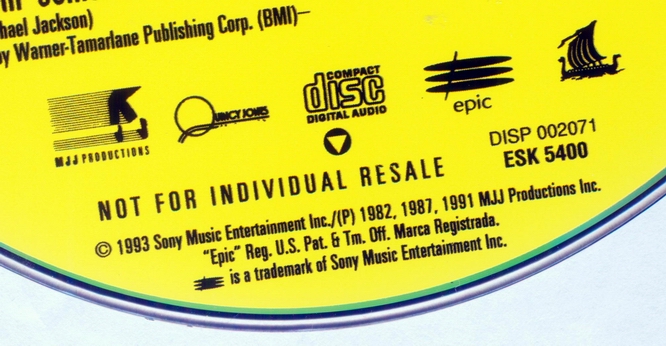 hael Jackson)
by Warner-Tamarlane Publishing Corp. (BMI)—
MJJ PRODUCTIONS
QUINCY JONES
COMPACT
disc
DIGITAL AUDIO
epic
DISP 002071
ESK 5400
NOT FOR INDIVIDUAL RESALE
© 1993 Sony Music Entertainment Inc./(P) 1982, 1987, 1991 MJJ Productions Inc.
"Epic" Reg. U.S. Pat. & Tm. Off. Marca Registrada.
is a trademark of Sony Music Entertainment Inc.